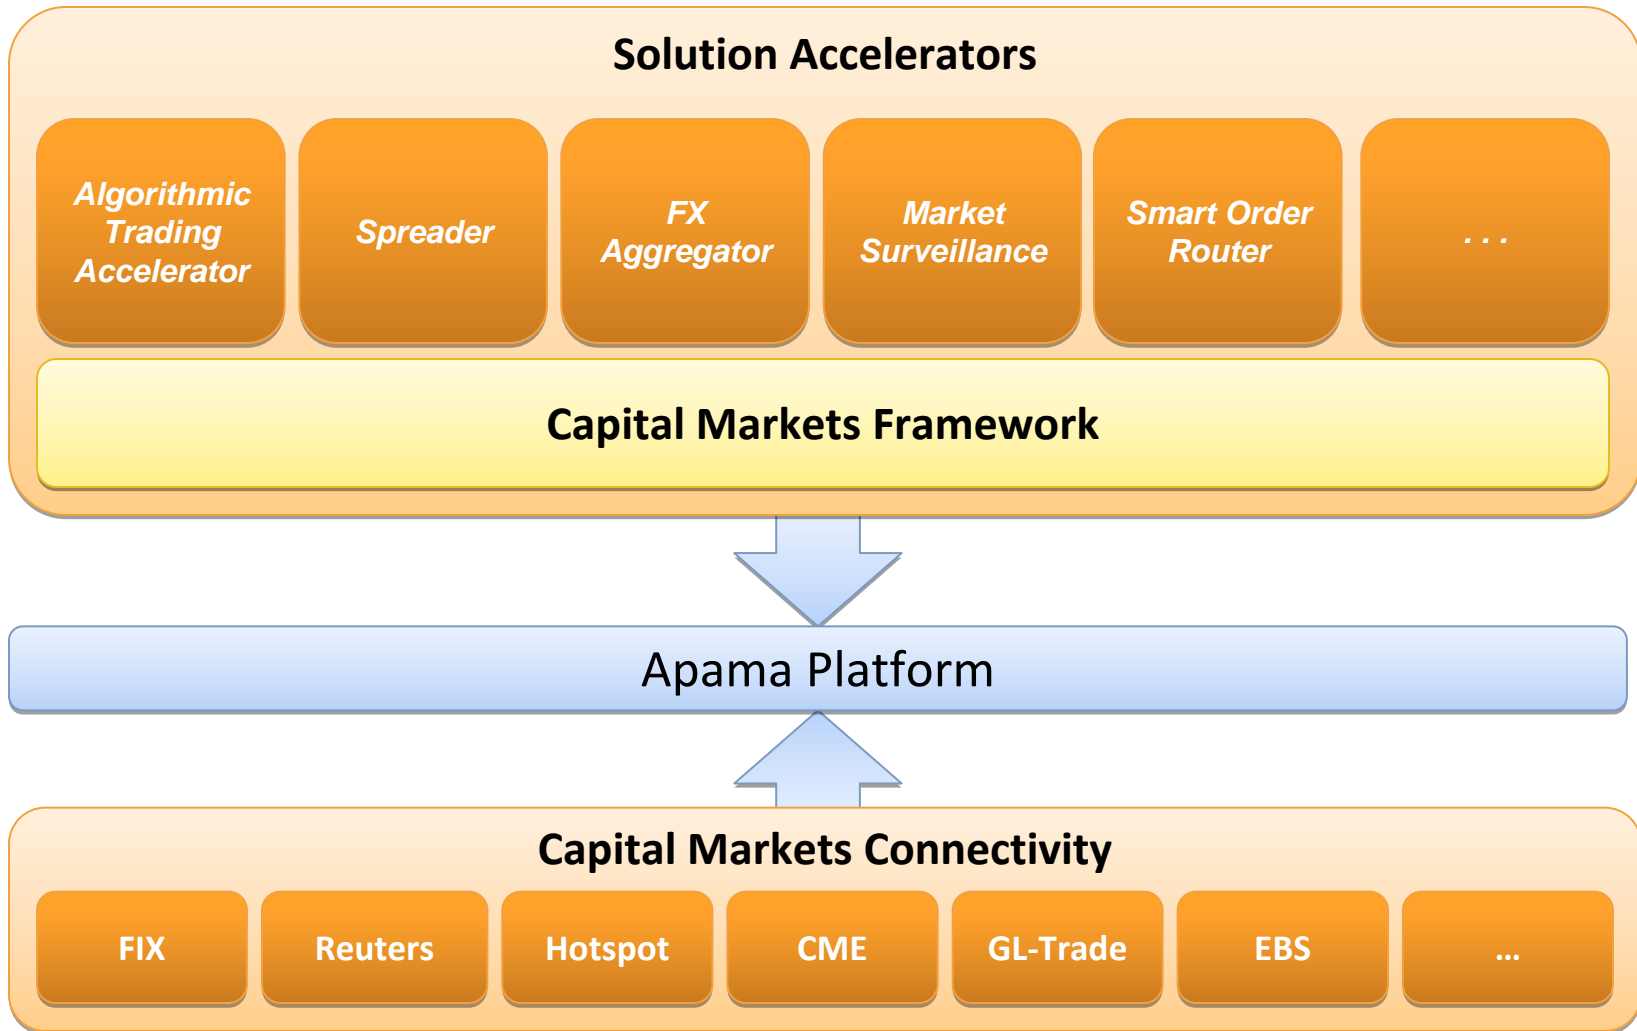 Solution Accelerators
Algorithmic
Trading
Accelerator
Spreader
FX
Aggregator
Market
Surveillance
Smart Order
Router
. . .
Capital Markets Framework
Apama Platform
Capital Markets Connectivity
FIX
Reuters
Hotspot
CME
GL-Trade
EBS
...